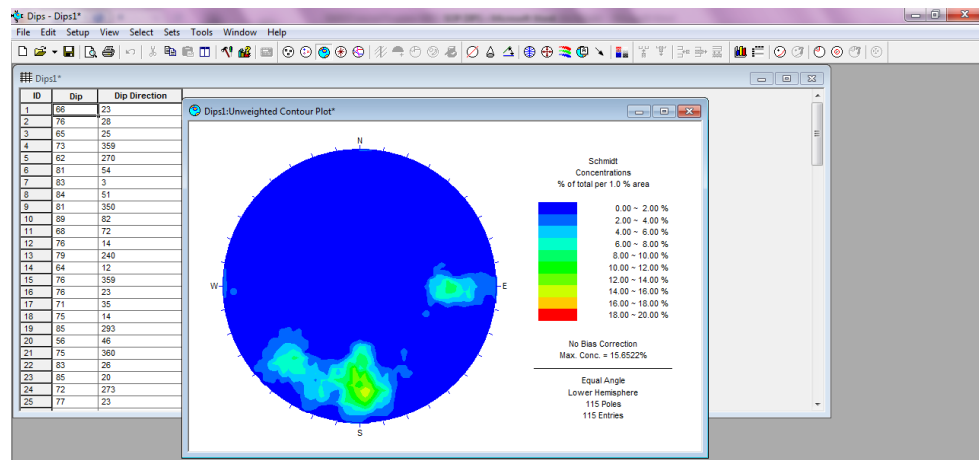 Dips - Dips1*
File Edit Setup View Select Sets Tools Window Help
Dips1*
ID Dip Dip Direction
1 66 23
2 76 28
3 65 25
4 73 359
5 62 270
6 81 54
7 83 3
8 84 51
9 81 350
10 89 82
11 68 72
12 76 14
13 79 240
14 64 12
15 76 359
16 76 23
17 71 35
18 75 14
19 85 293
20 56 46
21 75 360
22 83 26
23 85 20
24 72 273
25 77 23
Dips1:Unweighted Contour Plot*
N
W
E
S
Schmidt
Concentrations
% of total per 1.0 % area
0.00 ~ 2.00 %
2.00 ~ 4.00 %
4.00 ~ 6.00 %
6.00 ~ 8.00 %
8.00 ~ 10.00 %
10.00 ~ 12.00 %
12.00 ~ 14.00 %
14.00 ~ 16.00 %
16.00 ~ 18.00 %
18.00 ~ 20.00 %
No Bias Correction
Max. Conc. = 15.6522%
Equal Angle
Lower Hemisphere
115 Poles
115 Entries